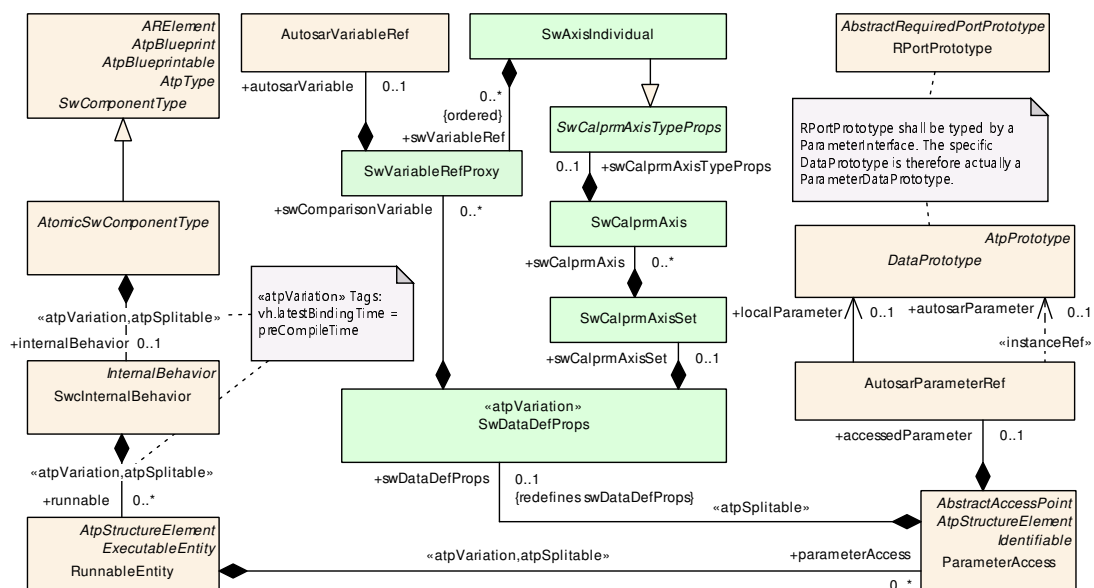 ARElement
AtpBlueprint
AtpBlueprintable
AtpType
SwComponentType
AutosarVariableRef
SwAxisIndividual
AbstractRequiredPortPrototype
RPortPrototype
+autosarVariable 0..1
0..*
{ordered}
+swVariableRef
SwCalprmAxisTypeProps
RPortPrototype shall be typed by a
ParameterInterface. The specific
DataPrototype is therefore actually a
ParameterDataPrototype.
SwVariableRefProxy
0..1 +swCalprmAxisTypeProps
+swComparisonVariable 0..*
AtomicSwComponentType
SwCalprmAxis
AtpPrototype
DataPrototype
+swCalprmAxis 0..*
«atpVariation,atpSplitable»
«atpVariation» Tags:
vh.latestBindingTime =
preCompileTime
SwCalprmAxisSet
+localParameter 0..1
+autosarParameter 0..1
+internalBehavior 0..1
«instanceRef»
+swCalprmAxisSet 0..1
InternalBehavior
SwcInternalBehavior
AutosarParameterRef
«atpVariation»
SwDataDefProps
+accessedParameter 0..1
«atpVariation,atpSplitable»
+swDataDefProps 0..1
{redefines swDataDefProps}
+runnable 0..*
«atpSplitable»
AbstractAccessPoint
AtpStructureElement
Identifiable
ParameterAccess
AtpStructureElement
ExecutableEntity
RunnableEntity
«atpVariation,atpSplitable»
+parameterAccess
0..*